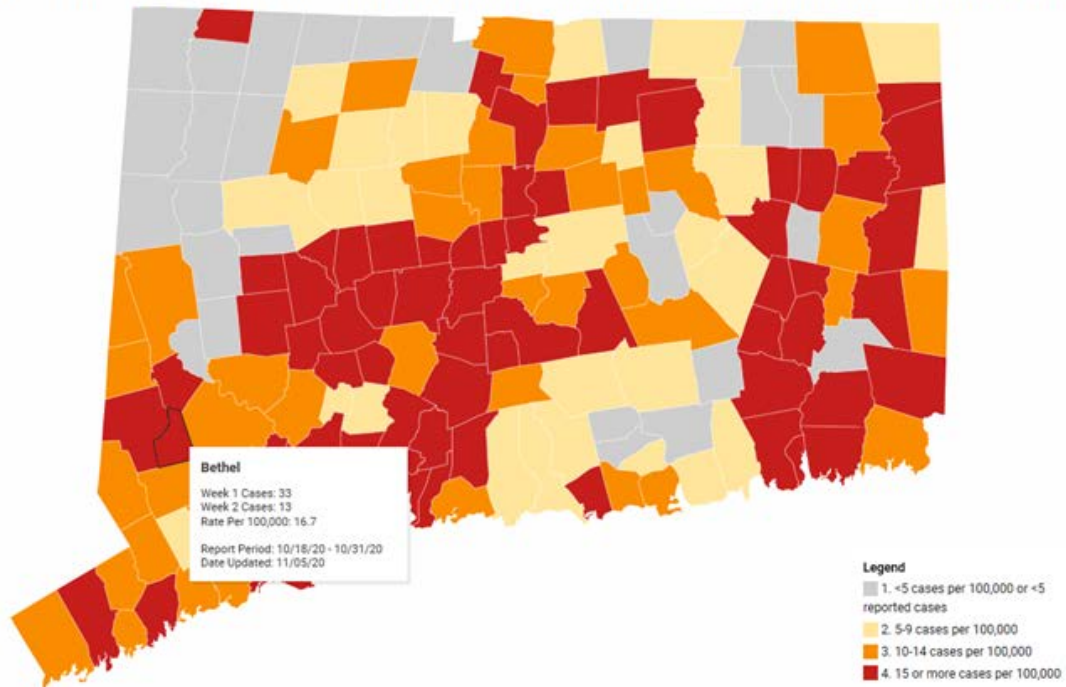 Bethel
Week 1 Cases: 33
Week 2 Cases: 13
Rate Per 100,000: 16.7
Report Period: 10/18/20 - 10/31/20
Date Updated: 11/05/20
Legend
1. <5 cases per 100,000 or <5
reported cases
2. 5-9 cases per 100,000
3. 10-14 cases per 100,000
4. 15 or more cases per 100,000